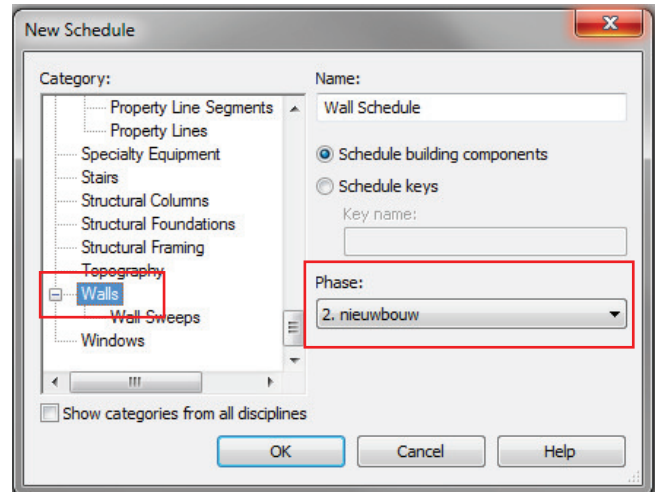 New Schedule
Category:
Property Line Segments
Property Lines
Specialty Equipment
Stairs
Structural Columns
Structural Foundations
Structural Framing
Topography
Walls
Wall Sweeps
Windows
Show categories from all disciplines
Name:
Wall Schedule
Schedule building components
Schedule keys
Key name:
Phase:
2. nieuwbouw
OK
Cancel
Help